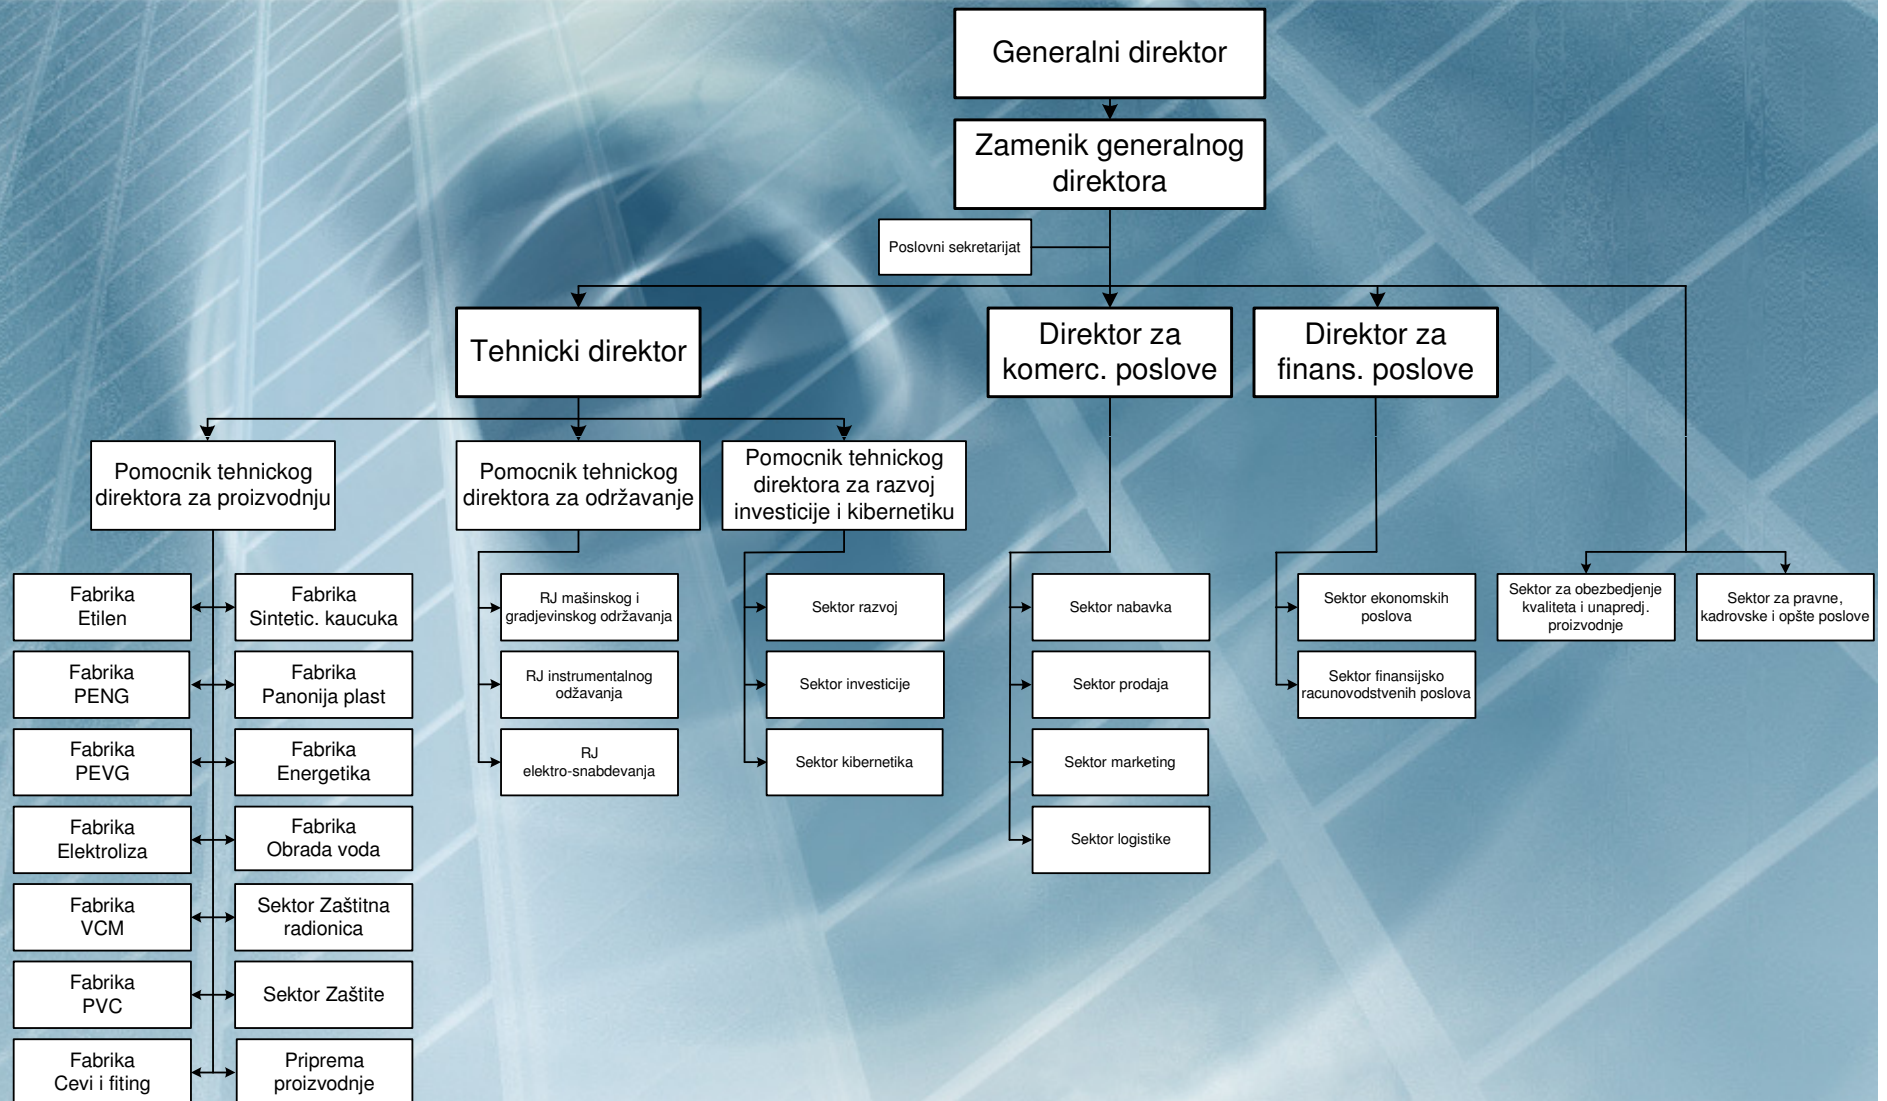 Generalni direktor
Zamenik generalnog
direktora
Poslovni sekretarijat
Tehnicki direktor
Direktor za
komerc. poslove
Direktor za
finans. poslove
Pomocnik tehnickog
direktora za proizvodnju
Pomocnik tehnickog
direktora za održavanje
Pomocnik tehnickog
direktora za razvoj
investicije i kibernetiku
Fabrika
Etilen
Fabrika
Sintetic. kaucuka
Fabrika
PENG
Fabrika
Panonija plast
Fabrika
PEVG
Fabrika
Energetika
Fabrika
Elektroliza
Fabrika
Obrada voda
Fabrika
VCM
Sektor Zaštitna
radionica
Fabrika
PVC
Sektor Zaštite
Fabrika
Cevi i fiting
Priprema
proizvodnje
RJ mašinskog i
gradjevinskog održavanja
RJ instrumentalnog
odžavanja
RJ
elektro-snabdevanja
Sektor razvoj
Sektor investicije
Sektor kibernetika
Sektor nabavka
Sektor prodaja
Sektor marketing
Sektor logistike
Sektor ekonomskih
poslova
Sektor finansijsko
racunovodstvenih poslova
Sektor za obezbedjenje
kvaliteta i unapredj.
proizvodnje
Sektor za pravne,
kadrovske i opšte poslove